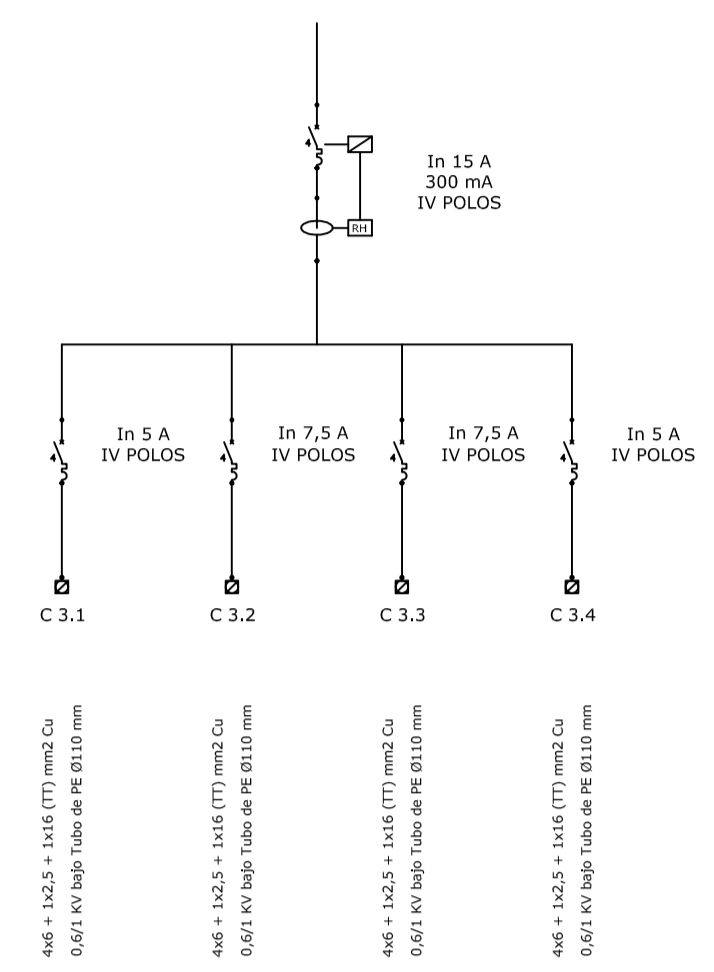 4
In 15 A
300 mA
IV POLOS
RH
In 5 A
IV POLOS
In 7,5 A
IV POLOS
In 7,5 A
IV POLOS
In 5 A
IV POLOS
4
4
4
4
C 3.1
C 3.2
C 3.3
C 3.4
4x6 + 1x2,5 + 1x16 (TT) mm2 Cu
0,6/1 KV bajo Tubo de PE Ø110 mm
4x6 + 1x2,5 + 1x16 (TT) mm2 Cu
0,6/1 KV bajo Tubo de PE Ø110 mm
4x6 + 1x2,5 + 1x16 (TT) mm2 Cu
0,6/1 KV bajo Tubo de PE Ø110 mm
4x6 + 1x2,5 + 1x16 (TT) mm2 Cu
0,6/1 KV bajo Tubo de PE Ø110 mm